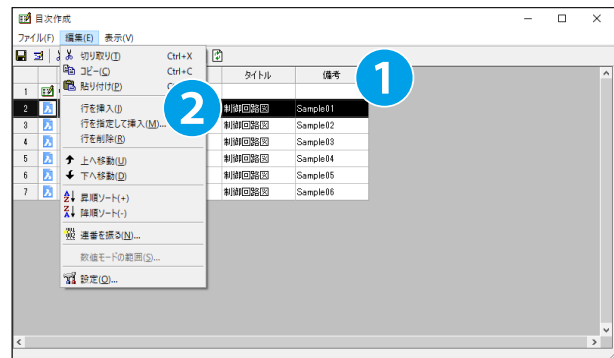 目次作成
ファイル(F) 編集(E) 表示(V)
切り取り(T) Ctrl+X
コピー(C) Ctrl+C
貼り付け(P)
行を挿入(I)
行を指定して挿入(M)...
行を削除(R)
上へ移動(U)
下へ移動(D)
昇順ソート(+)
降順ソート(-)
連番を振る(N)...
数値モードの範囲(S)...
設定(O)...
タイトル 備考
1
2 制御回路図 Sample01
3 制御回路図 Sample02
4 制御回路図 Sample03
5 制御回路図 Sample04
6 制御回路図 Sample05
7 制御回路図 Sample06
1
2